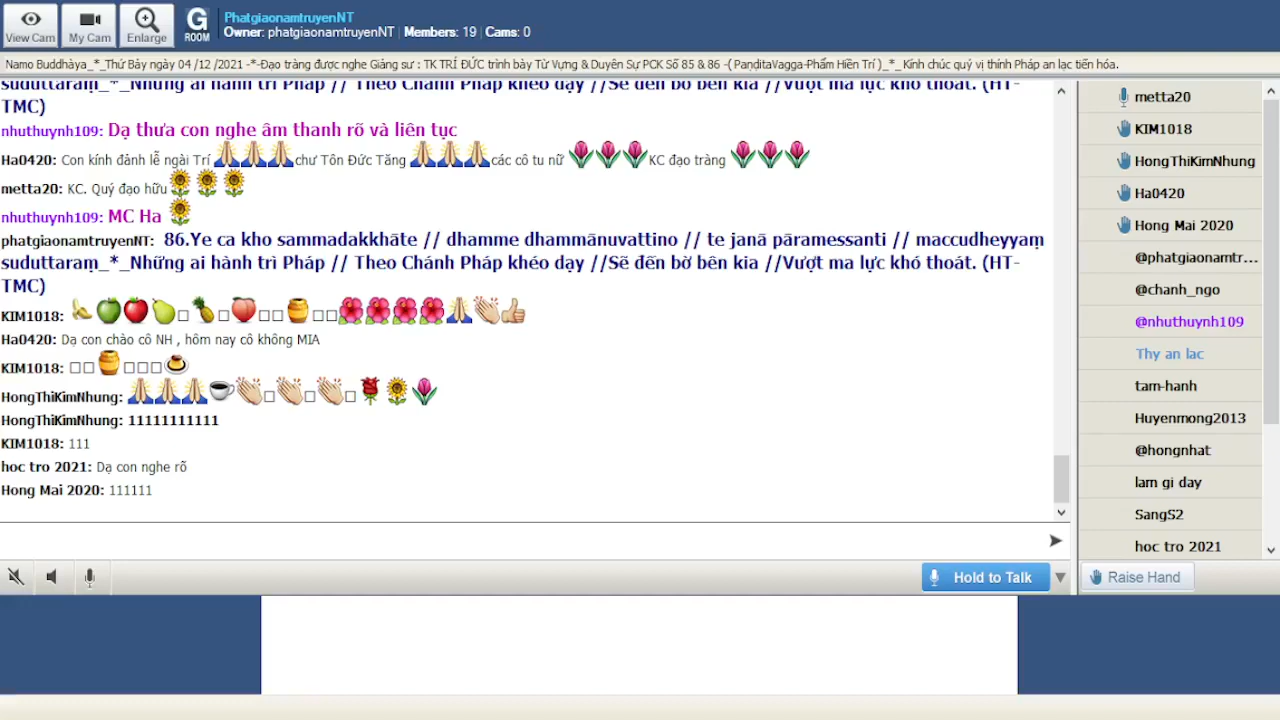 View Cam
My Cam
Enlarge
G
ROOM
PhatgiaonamtruyenNT
Owner: phatgiaonamtruyenNT | Members: 19 | Cams: 0
Namo Buddhàya_*_Thứ Bảy ngày 04 /12 /2021 -*-Đạo tràng được nghe Giảng sư : TK TRÍ ĐỨC trình bày Từ Vựng & Duyên Sự PCK Số 85 & 86 -( PaṇḍitaVagga-Phẩm Hiền Trí )_*_ Kính chúc quý vị thính Pháp an lạc tiến hóa.
suduttaraṃ_*_Những ai hành trì Pháp // Theo Chánh Pháp khéo dạy //Sẽ đến bờ bên kia //Vượt ma lực khó thoát. (HT-
TMC)
nhuthuynh109: Dạ thưa con nghe âm thanh rõ và liên tục
Ha0420: Con kính đảnh lễ ngài Trí 🙏🙏🙏chư Tôn Đức Tăng 🙏🙏🙏các cô tu nữ 🌷🌷🌷KC đạo tràng 🌷🌷🌷
metta20: KC. Quý đạo hữu🌻🌻🌻
nhuthuynh109: MC Ha 🌻
phatgiaonamtruyenNT: 86.Ye ca kho sammadakkhāte // dhamme dhammānuvattino // te janā pāramessanti // maccudheyyaṃ
suduttaraṃ_*_Những ai hành trì Pháp // Theo Chánh Pháp khéo dạy //Sẽ đến bờ bên kia //Vượt ma lực khó thoát. (HT-
TMC)
KIM1018: 🍌🍏🍎🍐□🍍□🍑□□🍯□□🌺🌺🌺🌺🙏👏👍
Ha0420: Dạ con chào cô NH , hôm nay cô không MIA
KIM1018: □□🍯□□□🍮
HongThiKimNhung: 🙏🙏🙏☕👏□👏□👏□🌹🌻🌷
HongThiKimNhung: 11111111111
KIM1018: 111
hoc tro 2021: Dạ con nghe rõ
Hong Mai 2020: 111111
Hold to Talk
metta20
KIM1018
HongThiKimNhung
Ha0420
Hong Mai 2020
@phatgiaonamtr...
@chanh_ngo
@nhuthuynh109
Thy an lac
tam-hanh
Huyenmong2013
@hongnhat
lam gi day
SangS2
hoc tro 2021
Raise Hand